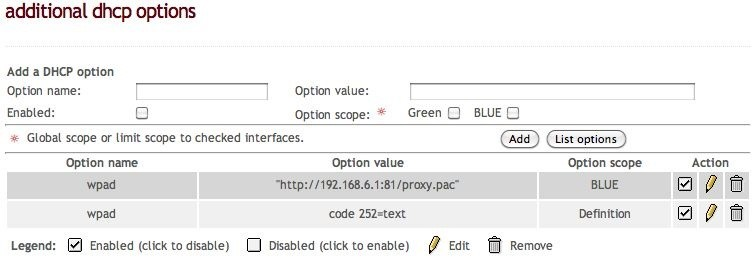 additional dhcp options
Add a DHCP option
Option name: Option value:
Enabled: Option scope: * Green BLUE
* Global scope or limit scope to checked interfaces. Add List options
Option name Option value Option scope Action
wpad "http://192.168.6.1:81/proxy.pac" BLUE
wpad code 252=text Definition
Legend: Enabled (click to disable) Disabled (click to enable) Edit Remove